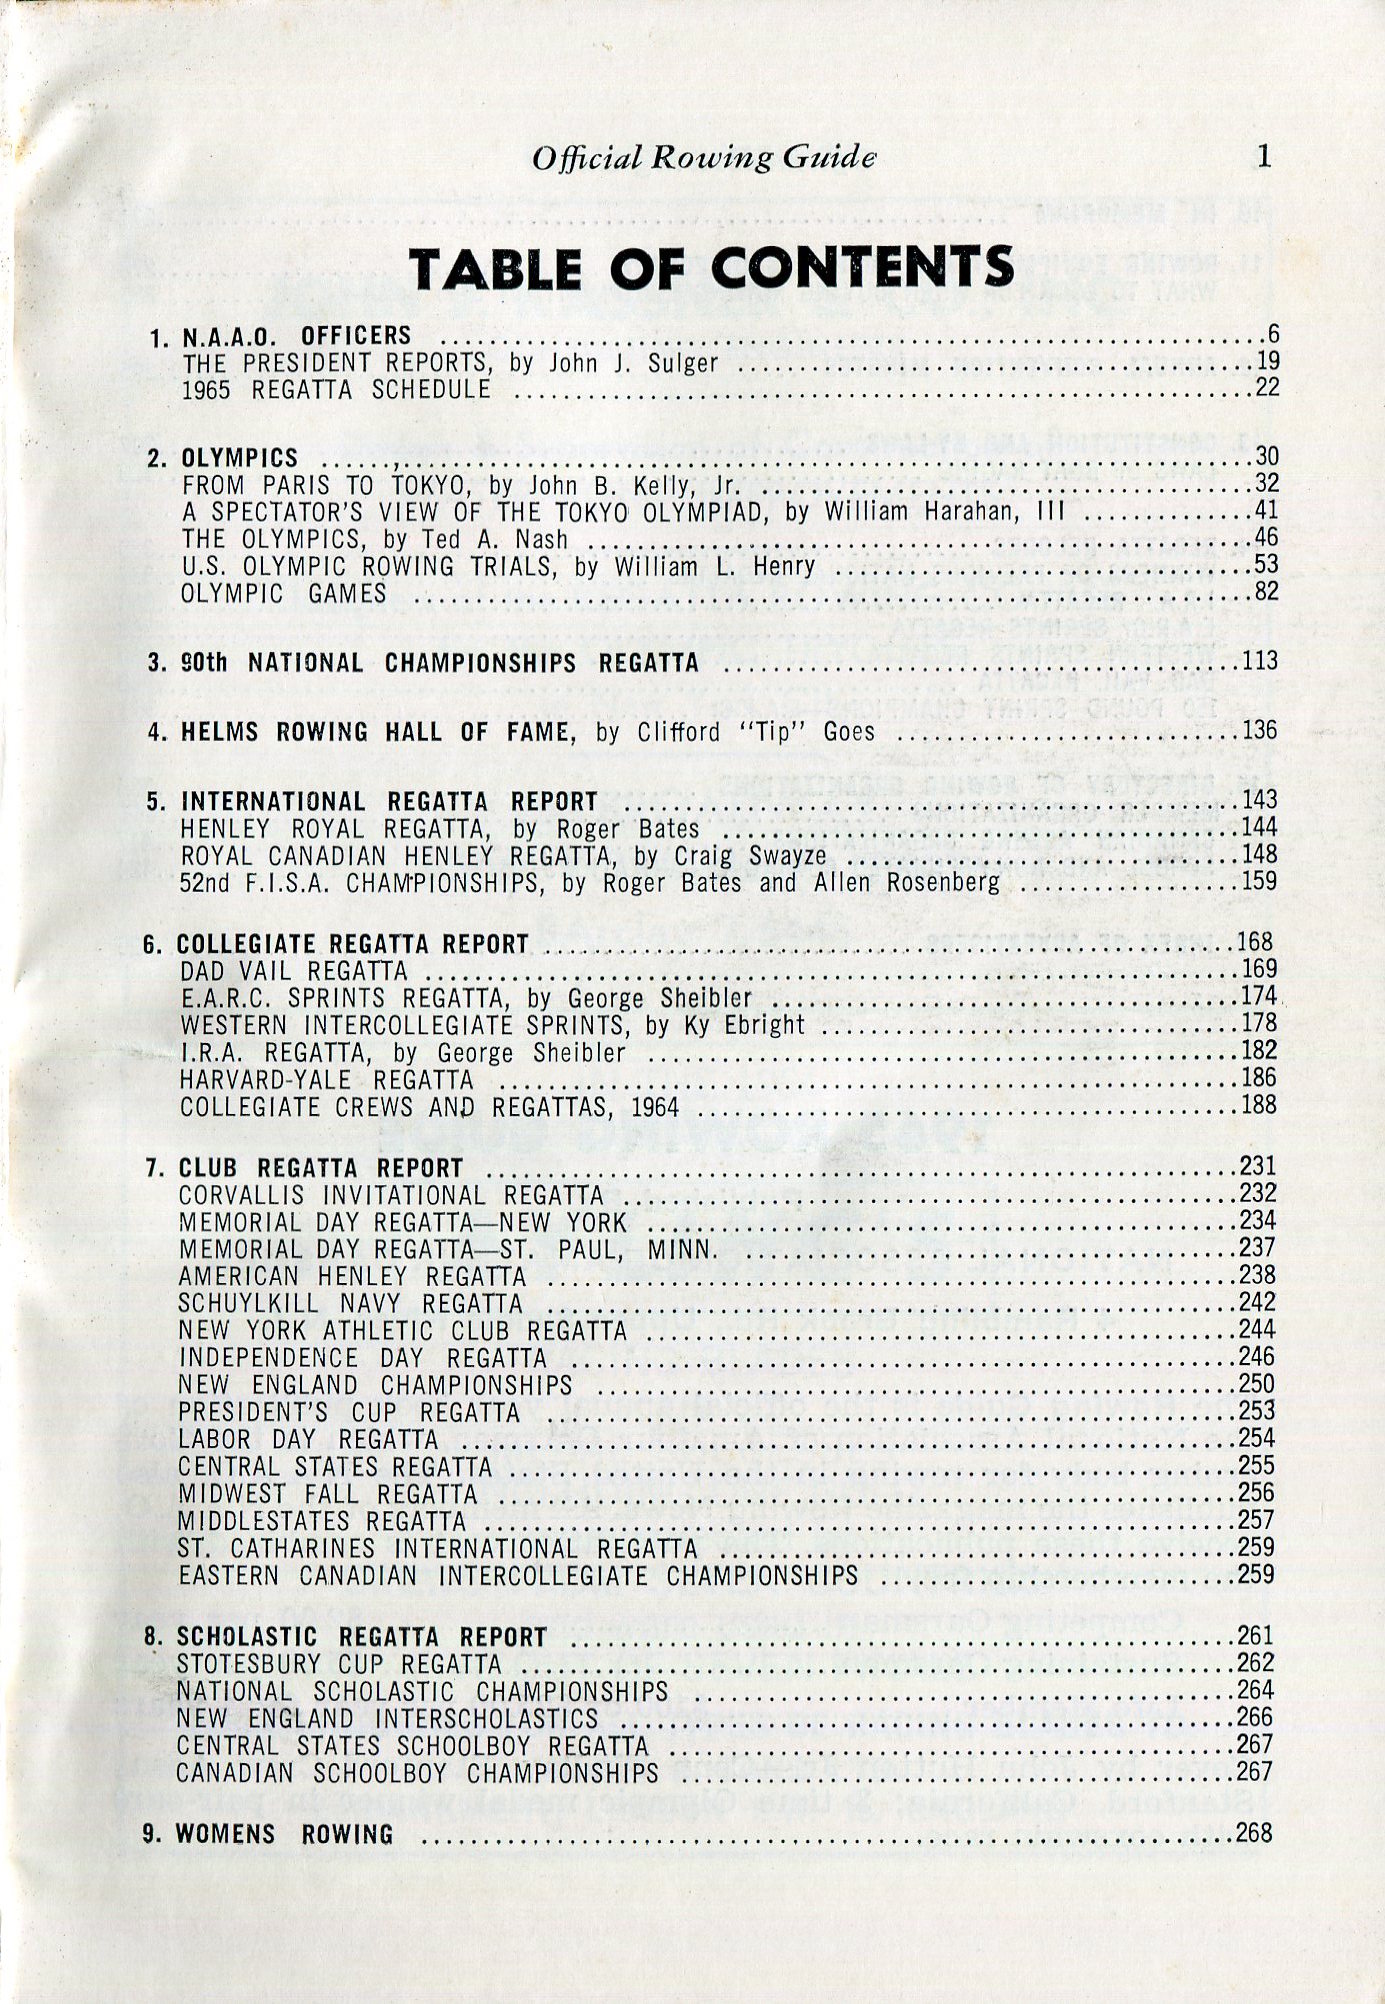 Official Rowing Guide 1
TABLE OF CONTENTS
1. N.A.A.O. OFFICERS ........ 6
THE PRESIDENT REPORTS, by John J. Sulger ........ 19
1965 REGATTA SCHEDULE ........ 22
2. OLYMPICS ........ 30
FROM PARIS TO TOKYO, by John B. Kelly, Jr. ........ 32
A SPECTATOR'S VIEW OF THE TOKYO OLYMPIAD, by William Harahan, III ........ 41
THE OLYMPICS, by Ted A. Nash ........ 46
U.S. OLYMPIC ROWING TRIALS, by William L. Henry ........ 53
OLYMPIC GAMES ........ 82
3. 90th NATIONAL CHAMPIONSHIPS REGATTA ........ 113
4. HELMS ROWING HALL OF FAME, by Clifford "Tip" Goes ........ 136
5. INTERNATIONAL REGATTA REPORT ........ 143
HENLEY ROYAL REGATTA, by Roger Bates ........ 144
ROYAL CANADIAN HENLEY REGATTA, by Craig Swayze ........ 148
52nd F.I.S.A. CHAMPIONSHIPS, by Roger Bates and Allen Rosenberg ........ 159
6. COLLEGIATE REGATTA REPORT ........ 168
DAD VAIL REGATTA ........ 169
E.A.R.C. SPRINTS REGATTA, by George Sheibler ........ 174
WESTERN INTERCOLLEGIATE SPRINTS, by Ky Ebright ........ 178
I.R.A. REGATTA, by George Sheibler ........ 182
HARVARD-YALE REGATTA ........ 186
COLLEGIATE CREWS AND REGATTAS, 1964 ........ 188
7. CLUB REGATTA REPORT ........ 231
CORVALLIS INVITATIONAL REGATTA ........ 232
MEMORIAL DAY REGATTA—NEW YORK ........ 234
MEMORIAL DAY REGATTA—ST. PAUL, MINN. ........ 237
AMERICAN HENLEY REGATTA ........ 238
SCHUYLKILL NAVY REGATTA ........ 242
NEW YORK ATHLETIC CLUB REGATTA ........ 244
INDEPENDENCE DAY REGATTA ........ 246
NEW ENGLAND CHAMPIONSHIPS ........ 250
PRESIDENT'S CUP REGATTA ........ 253
LABOR DAY REGATTA ........ 254
CENTRAL STATES REGATTA ........ 255
MIDWEST FALL REGATTA ........ 256
MIDDLESTATES REGATTA ........ 257
ST. CATHARINES INTERNATIONAL REGATTA ........ 259
EASTERN CANADIAN INTERCOLLEGIATE CHAMPIONSHIPS ........ 259
8. SCHOLASTIC REGATTA REPORT ........ 261
STOTESBURY CUP REGATTA ........ 262
NATIONAL SCHOLASTIC CHAMPIONSHIPS ........ 264
NEW ENGLAND INTERSCHOLASTICS ........ 266
CENTRAL STATES SCHOOLBOY REGATTA ........ 267
CANADIAN SCHOOLBOY CHAMPIONSHIPS ........ 267
9. WOMENS ROWING ........ 268